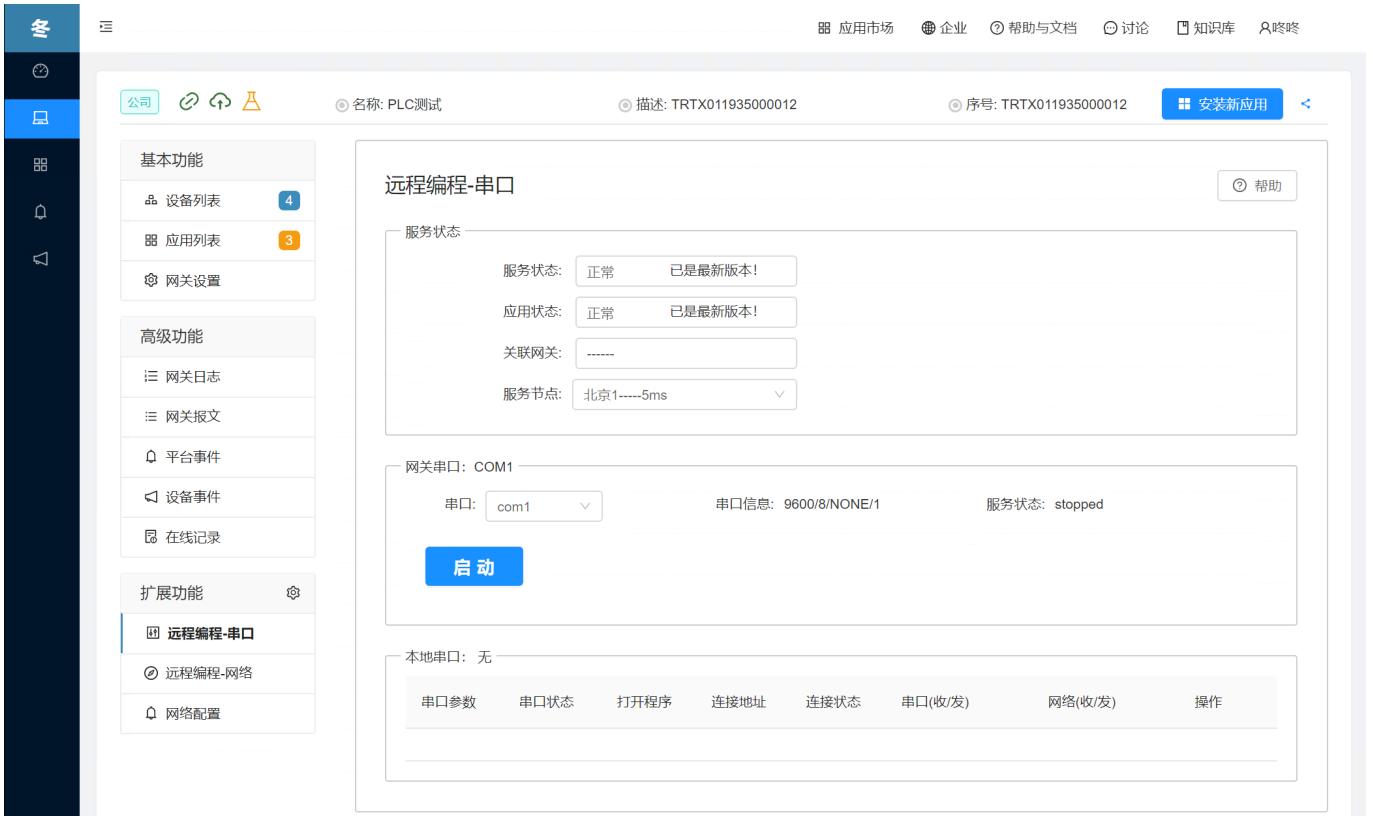 冬
应用市场 企业 帮助与文档 讨论 知识库 咚咚
公司 名称: PLC测试 描述: TRTX011935000012 序号: TRTX011935000012 安装新应用
基本功能
设备列表 4
应用列表 3
网关设置
高级功能
网关日志
网关报文
平台事件
设备事件
在线记录
扩展功能
远程编程-串口
远程编程-网络
网络配置
远程编程-串口 帮助
服务状态
服务状态: 正常 已是最新版本!
应用状态: 正常 已是最新版本!
关联网关: ------
服务节点: 北京1-----5ms
网关串口: COM1
串口: com1 串口信息: 9600/8/NONE/1 服务状态: stopped
启动
本地串口: 无
串口参数 串口状态 打开程序 连接地址 连接状态 串口(收/发) 网络(收/发) 操作